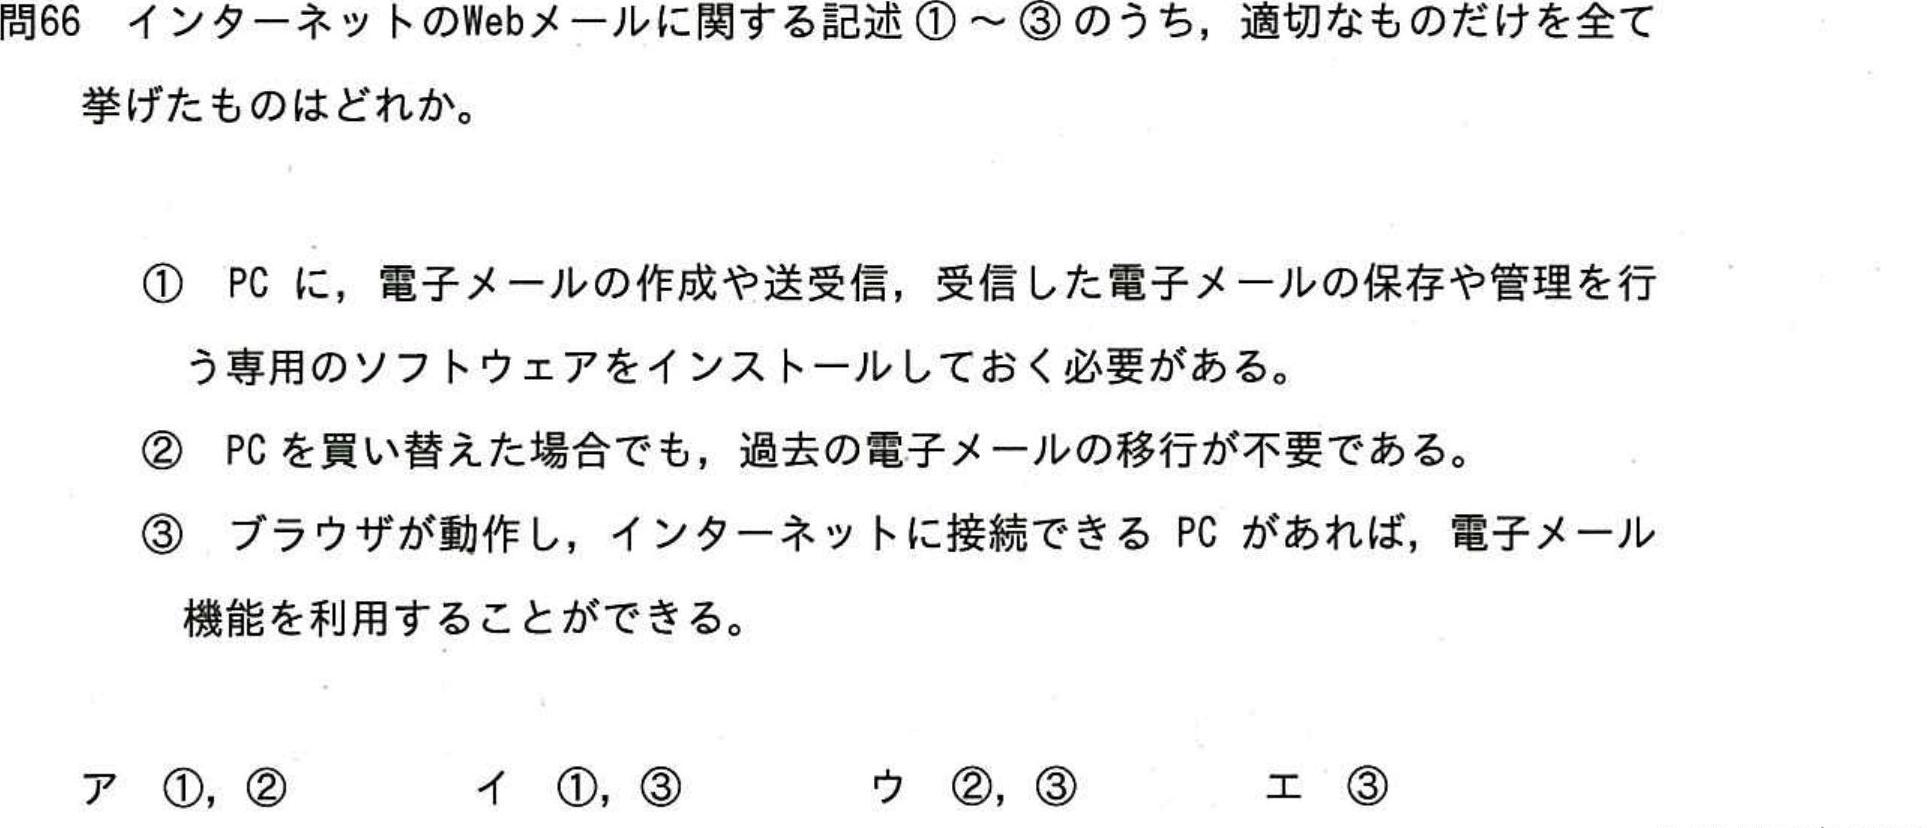 問66 インターネットのWebメールに関する記述①～③のうち，適切なものだけを全て
挙げたものはどれか。
① PC に，電子メールの作成や送受信，受信した電子メールの保存や管理を行
う専用のソフトウェアをインストールしておく必要がある。
② PCを買い替えた場合でも，過去の電子メールの移行が不要である。
③ ブラウザが動作し，インターネットに接続できる PC があれば，電子メール
機能を利用することができる。
ア ①，② イ ①，③ ウ ②，③ エ ③